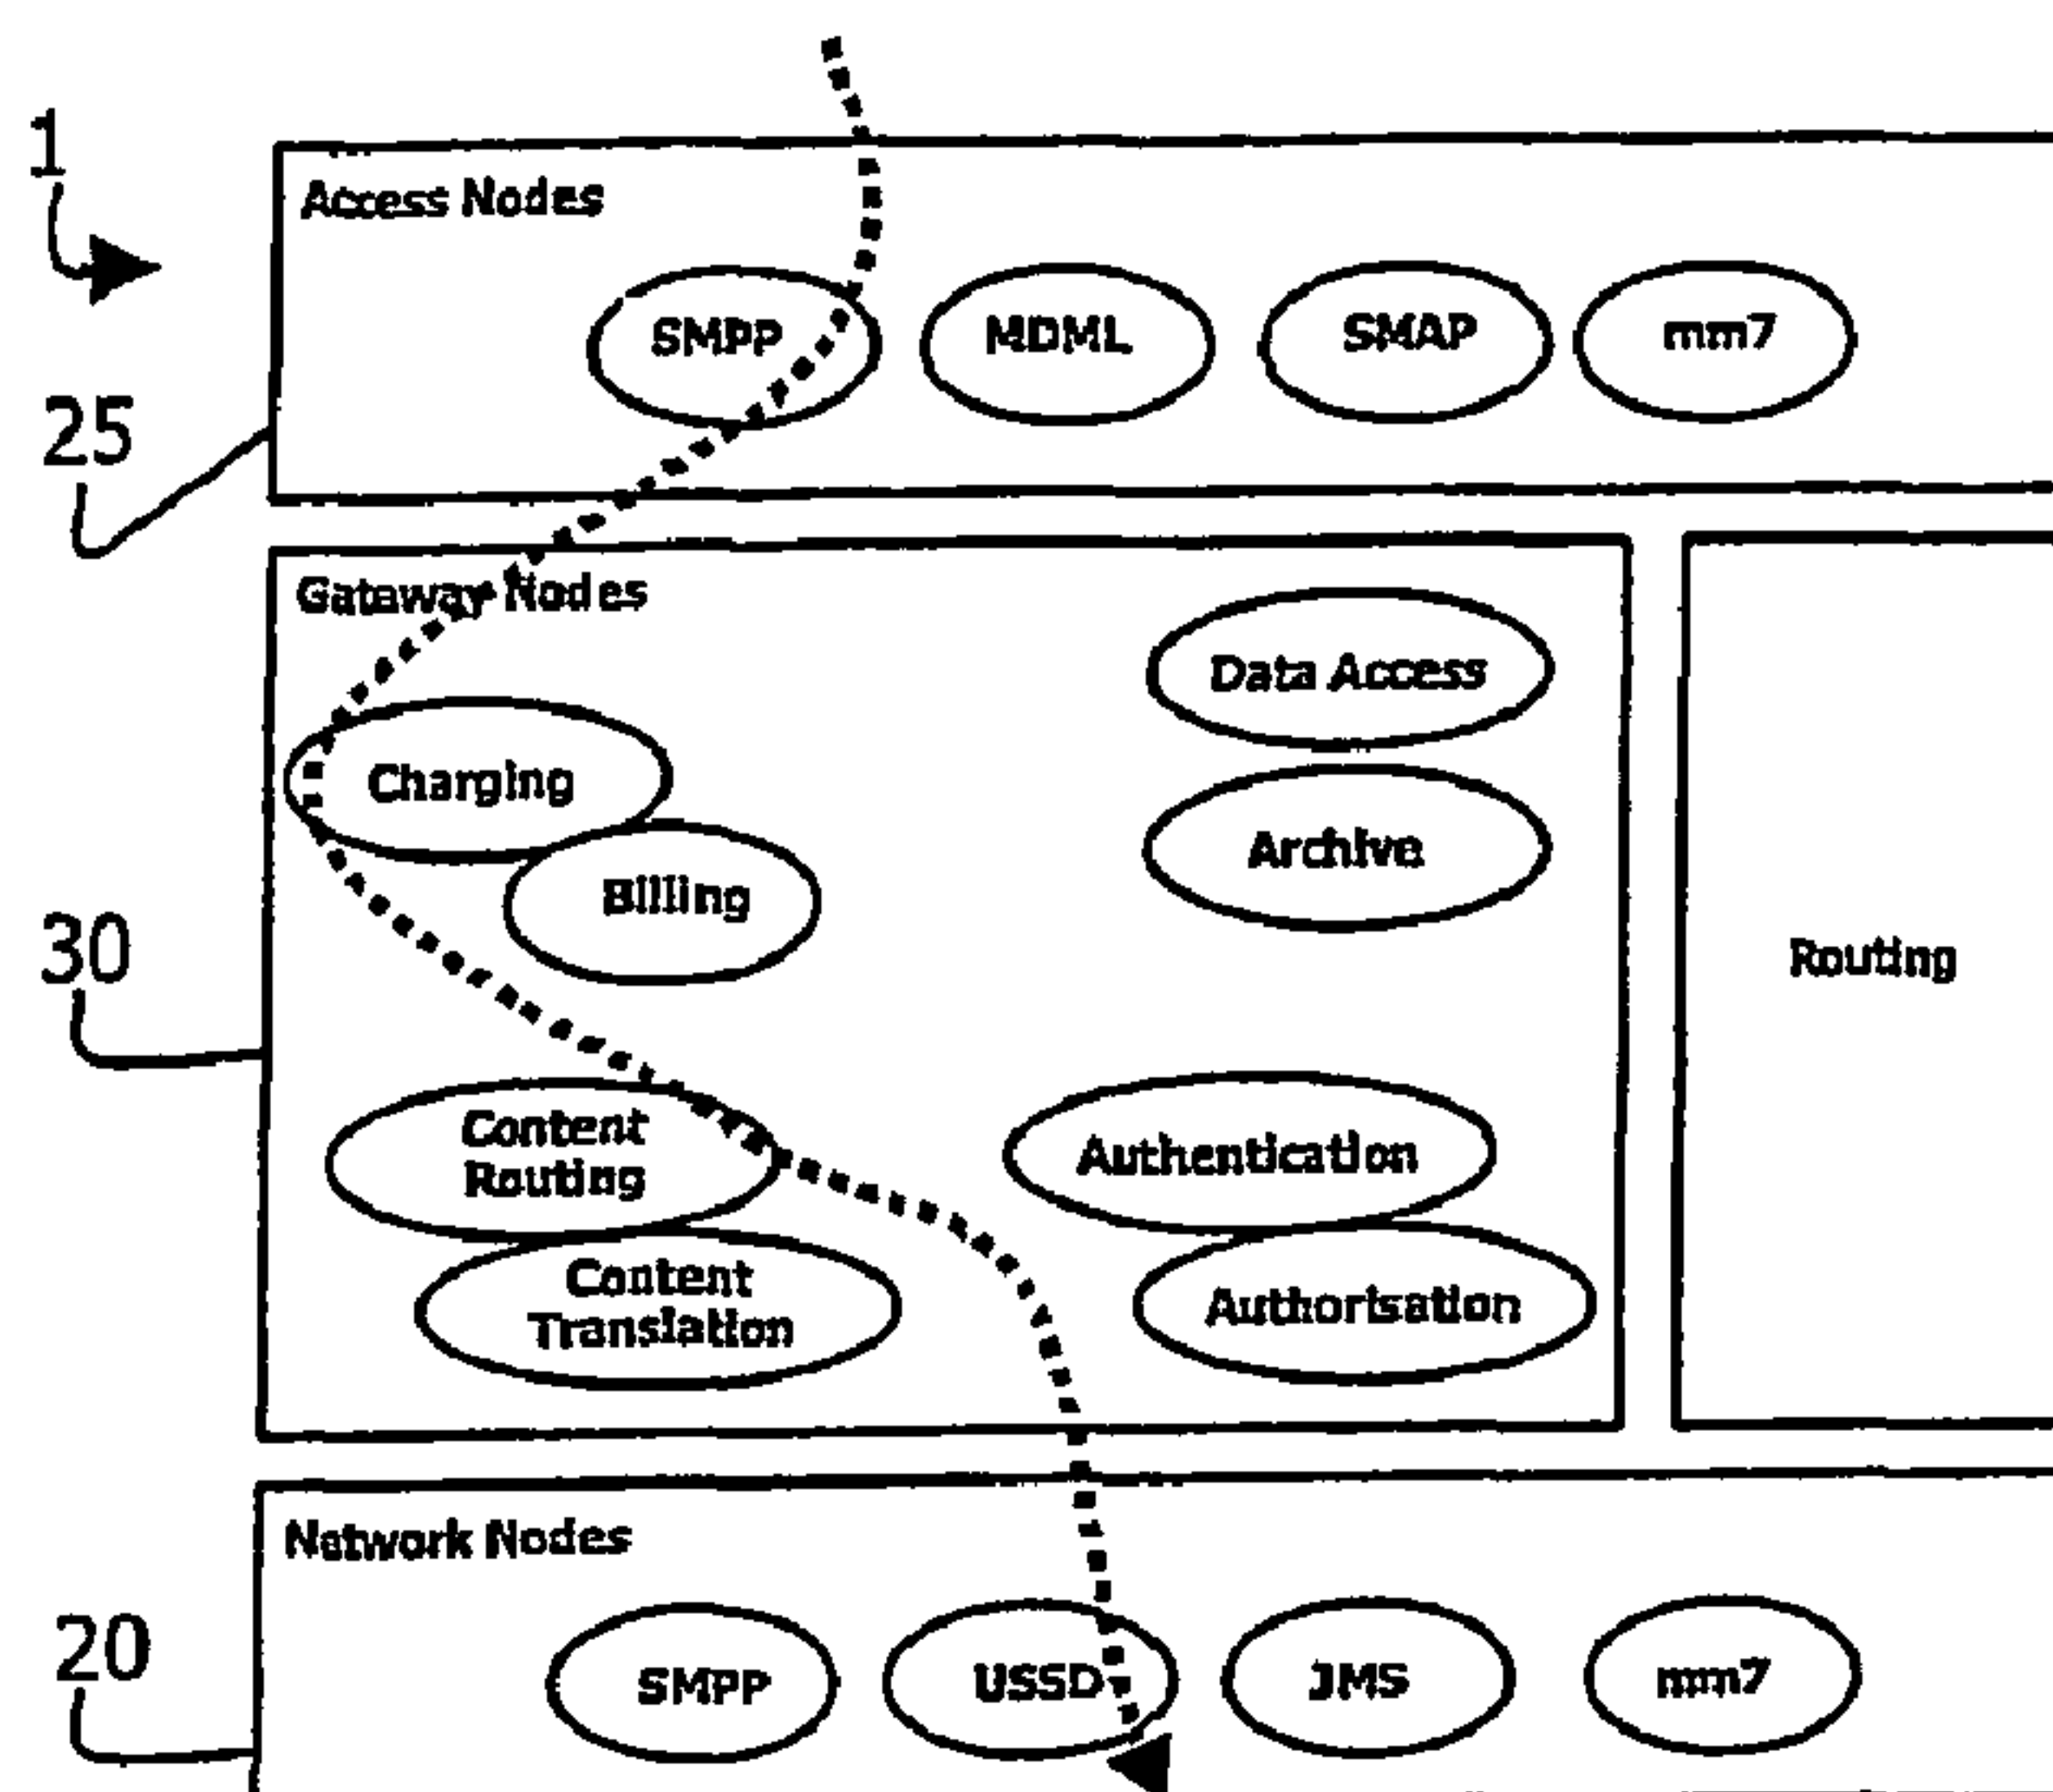 1
Access Nodes
SMPP MDML SMAP mm7
25
Gateway Nodes
Data Access
Charging
Archive
Billing
30
Routing
Content
Routing
Authentication
Content
Translation
Authorisation
Network Nodes
20
SMPP USSD JMS mm7